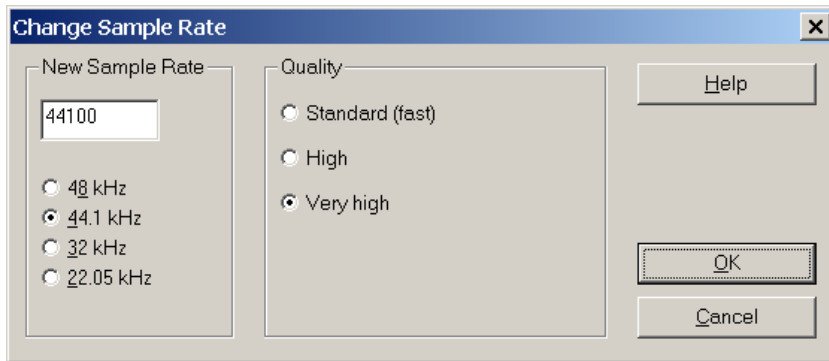 Change Sample Rate
New Sample Rate
44100
48 kHz
44.1 kHz
32 kHz
22.05 kHz
Quality
Standard (fast)
High
Very high
Help
OK
Cancel